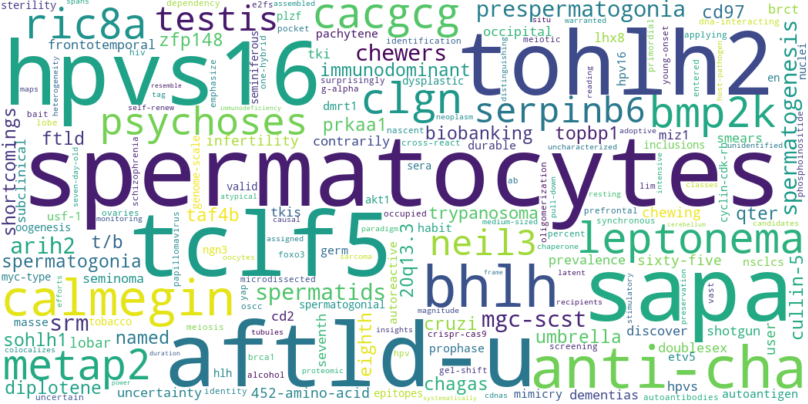 sterility
spans
ric8a
testis
zfp148
frontotemporal
hiv
hpvs16
dependency
e2fs
assembled
plzf
pocket
pachytene
one-hybrid
seminiferous
cacgcg
chewers
tki
identification
immunodominant
dysplastic
prespermatogonia
cd97
occipital
situ
warranted
meiotic
lhx8
primordial
young-onset
dna-interacting
brct
applying
nuclei
entered
host-pathogen
en
tohlh2
hpv16
distinguishing
reading
maps
resemble
tag
surprisingly
g-alpha
heterogeneity
bait
self-renew
emphasize
immunodeficiency
dmrt1
neoplasm
clgn
serpinb6
bmp2k
spermatogenesis
phosphoinositide
shortcomings
lobe
ftld
subclinical
psychoses
infertility
contrarily
prkaa1
nascent
cross-react
biobanking
durable
topbp1
adoptive
miz1
uncharacterized
smears
unidentified
inclusions
sera
ab
spermatocytes
schizophrenia
genome-scale
valid
atypical
akt1
usf-1
seven-day-old
ovaries
monitoring
oogenesis
taf4b
tkis
causal
occupied
trypanosoma
oligomerization
pull-down
lim
resting
intensive
chewing
classes
cyclin-cdk-rb
candidates
qter
arih2
t/b
papillomavirus
ngn3
oocytes
assigned
paradigm
foxo3
20q13.3
habit
medium-sized
synchronous
prefrontal
cerebellum
spermatogonia
tclf5
germ
sarcoma
autoreactive
neil3
percent
chaperone
prevalence
sixty-five
leptonema
nsclcs
myc-type
seminoma
efforts
calmegin
microdissected
spermatids
yap
oscc
spermatogonial
bhlh
frame
latent
recipients
stimulatory
preservation
vast
sapa
cullin-5
masse
tobacco
srm
meiosis
cd2
tubules
seventh
insights
cruzi
magnitude
crispr-cas9
mgc-scst
umbrella
discover
shotgun
user
sohlh1
lobar
named
aftld-u
brca1
proteomic
eighth
hpv
prophase
screening
etv5
doublesex
metap2
colocalizes
duration
hlh
chagas
gel-shift
anti-cha
diplotene
power
uncertain
uncertainty
identity
alcohol
452-amino-acid
epitopes
systematically
cdnas
mimicry
dementias
hpvs
autoantibodies
autoantigen